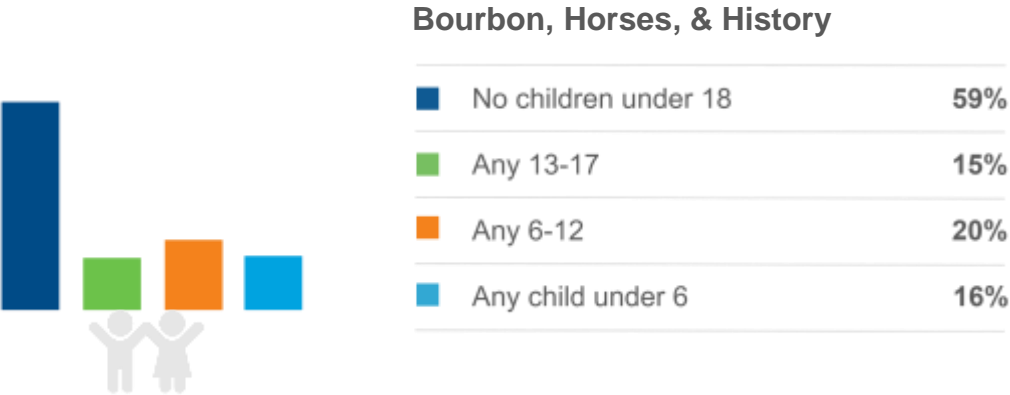 Bourbon, Horses, & History
No children under 18 59%
Any 13-17 15%
Any 6-12 20%
Any child under 6 16%